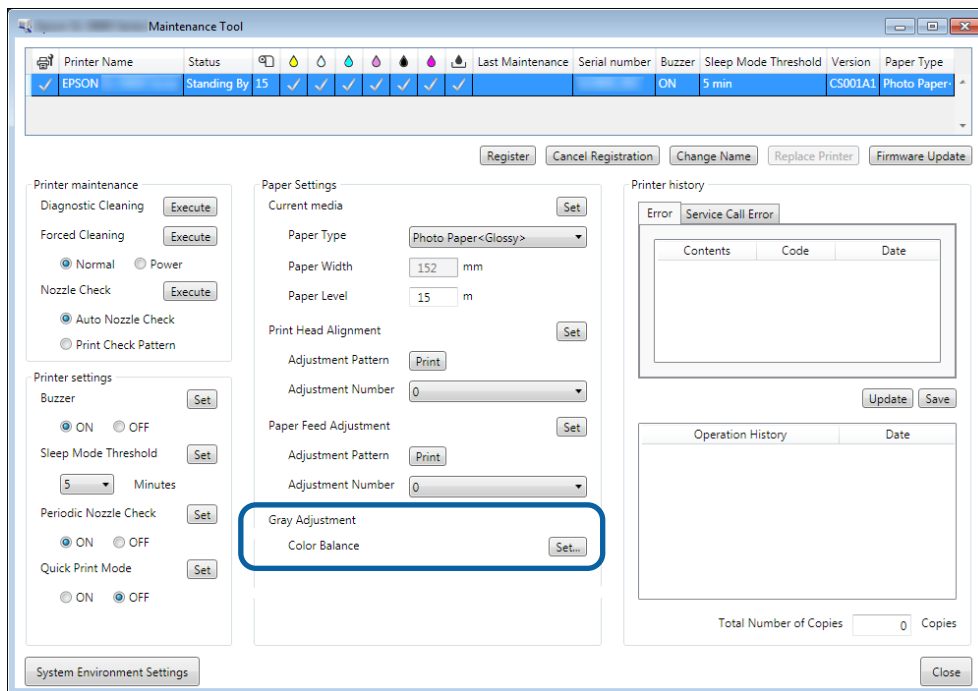 Maintenance Tool
Printer Name Status Last Maintenance Serial number Buzzer Sleep Mode Threshold Version Paper Type
EPSON Standing By 15 ON 5 min CS001A1 Photo Paper
Register Cancel Registration Change Name Replace Printer Firmware Update
Printer maintenance
Diagnostic Cleaning Execute
Forced Cleaning Execute
Normal Power
Nozzle Check Execute
Auto Nozzle Check
Print Check Pattern
Printer settings
Buzzer Set
ON OFF
Sleep Mode Threshold Set
5 Minutes
Periodic Nozzle Check Set
ON OFF
Quick Print Mode Set
ON OFF
Paper Settings
Current media Set
Paper Type Photo Paper<Glossy>
Paper Width 152 mm
Paper Level 15 m
Print Head Alignment Set
Adjustment Pattern Print
Adjustment Number 0
Paper Feed Adjustment Set
Adjustment Pattern Print
Adjustment Number 0
Gray Adjustment
Color Balance Set...
Printer history
Error Service Call Error
Contents Code Date
Update Save
Operation History Date
Total Number of Copies 0 Copies
System Environment Settings Close